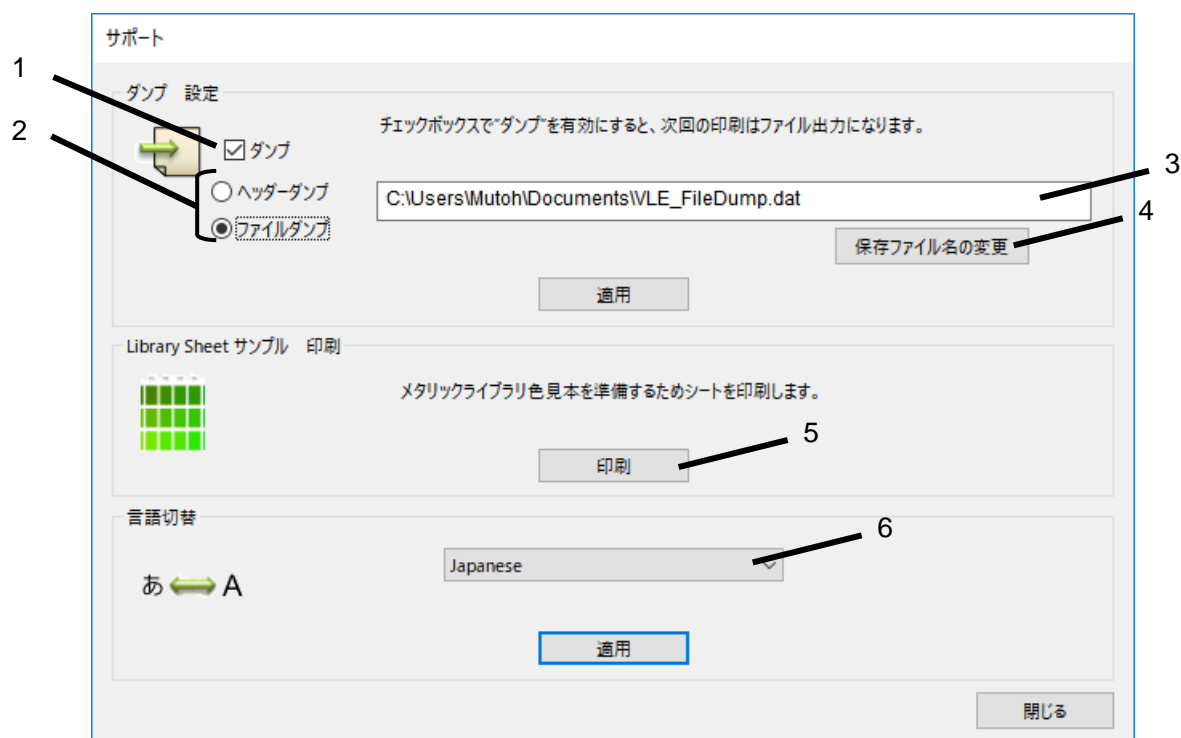 サポート
1
ダンプ 設定
2
チェックボックスで"ダンプ"を有効にすると、次回の印刷はファイル出力になります。
ダンプ
3
ヘッダーダンプ
C:\Users\Mutoh\Documents\VLE_FileDump.dat
4
ファイルダンプ
保存ファイル名の変更
適用
Library Sheet サンプル 印刷
メタリックライブラリ色見本を準備するためシートを印刷します。
5
印刷
言語切替
6
Japanese
あ A
適用
閉じる